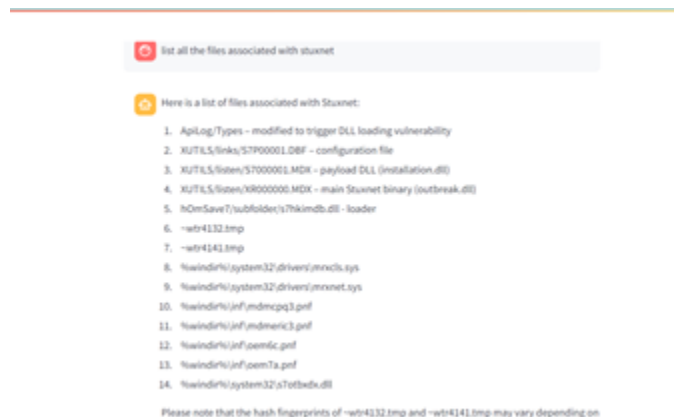 list all the files associated with stuxnet
Here is a list of files associated with Stuxnet:
1. ApiLog/Types – modified to trigger DLL loading vulnerability
2. XUTILS/links/S7P00001.DBF – configuration file
3. XUTILS/listen/S7000001.MDX – payload DLL (installation.dll)
4. XUTILS/listen/XR000000.MDX – main Stuxnet binary (outbreak.dll)
5. hOmSave7/subfolder/s7hkimdb.dll - loader
6. ~wtr4132.tmp
7. ~wtr4141.tmp
8. %windir%\system32\drivers\mrxcls.sys
9. %windir%\system32\drivers\mrxnet.sys
10. %windir%\inf\mdmcpq3.pnf
11. %windir%\inf\mdmeric3.pnf
12. %windir%\inf\oem6c.pnf
13. %windir%\inf\oem7a.pnf
14. %windir%\system32\s7otbxdx.dll
Please note that the hash fingerprints of ~wtr4132.tmp and ~wtr4141.tmp may vary depending on